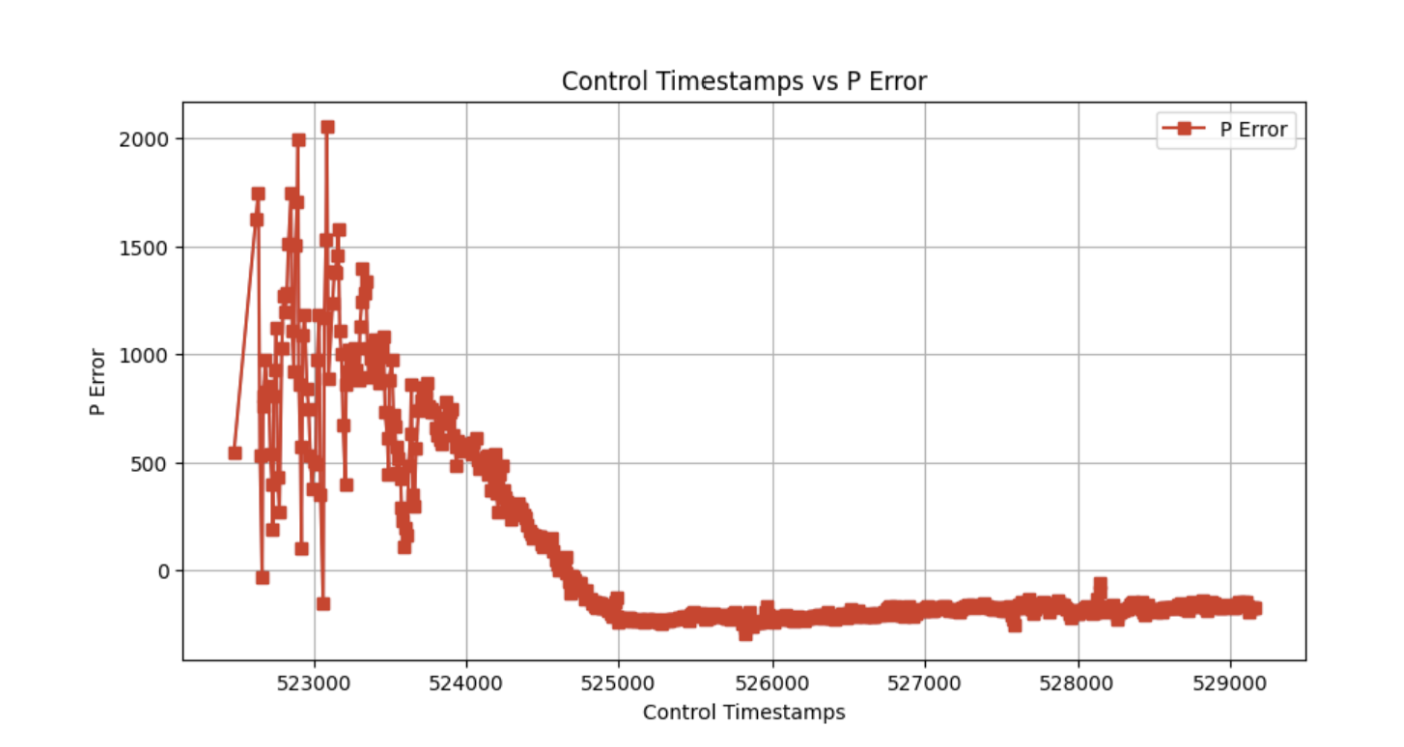 Control Timestamps vs P Error
P Error
2000
1500
1000
500
0
P Error
523000 524000 525000 526000 527000 528000 529000
Control Timestamps